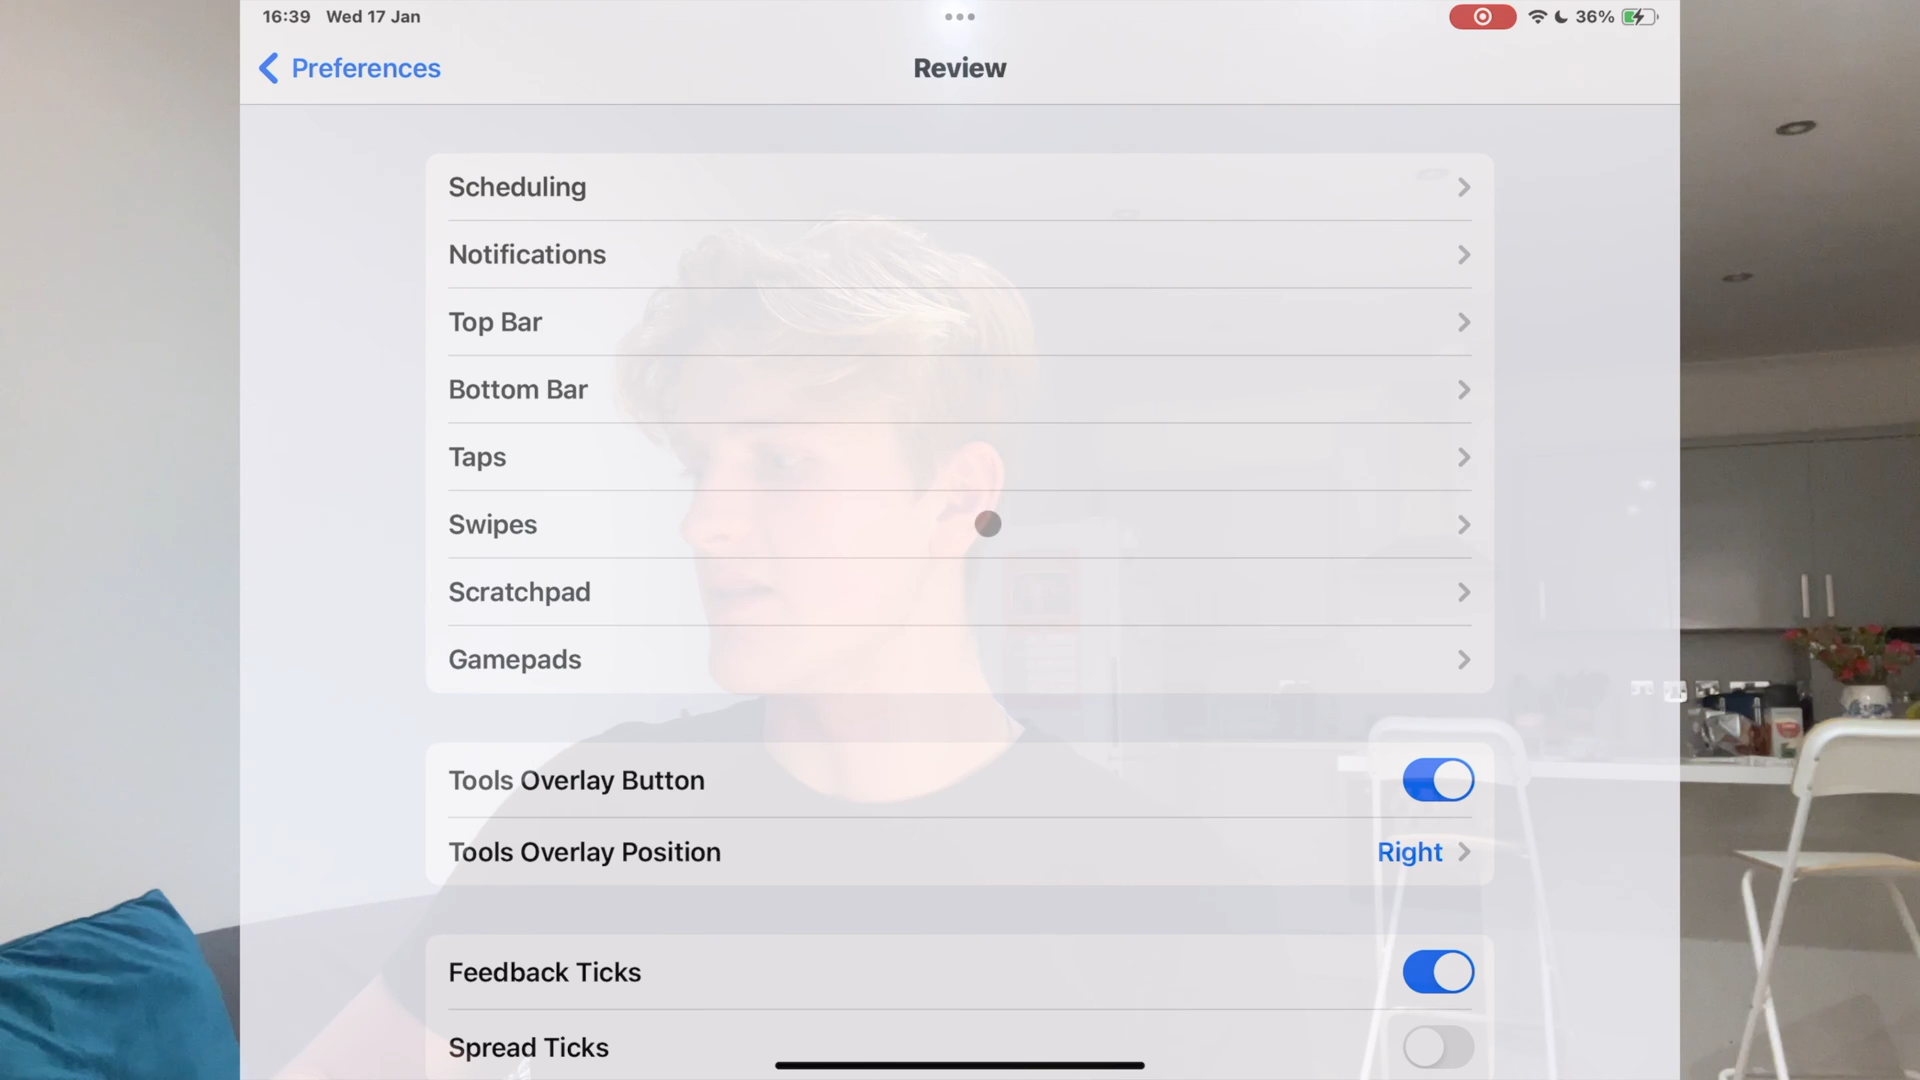 16:39 Wed 17 Jan
36%
Preferences
Review
Scheduling
Notifications
Top Bar
Bottom Bar
Taps
Swipes
Scratchpad
Gamepads
Tools Overlay Button
Tools Overlay Position
Right
Feedback Ticks
Spread Ticks